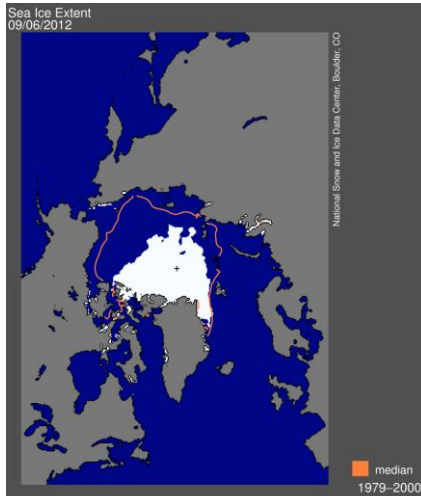 Sea Ice Extent
09/06/2012
National Snow and Ice Data Center, Boulder, CO
median
1979–2000